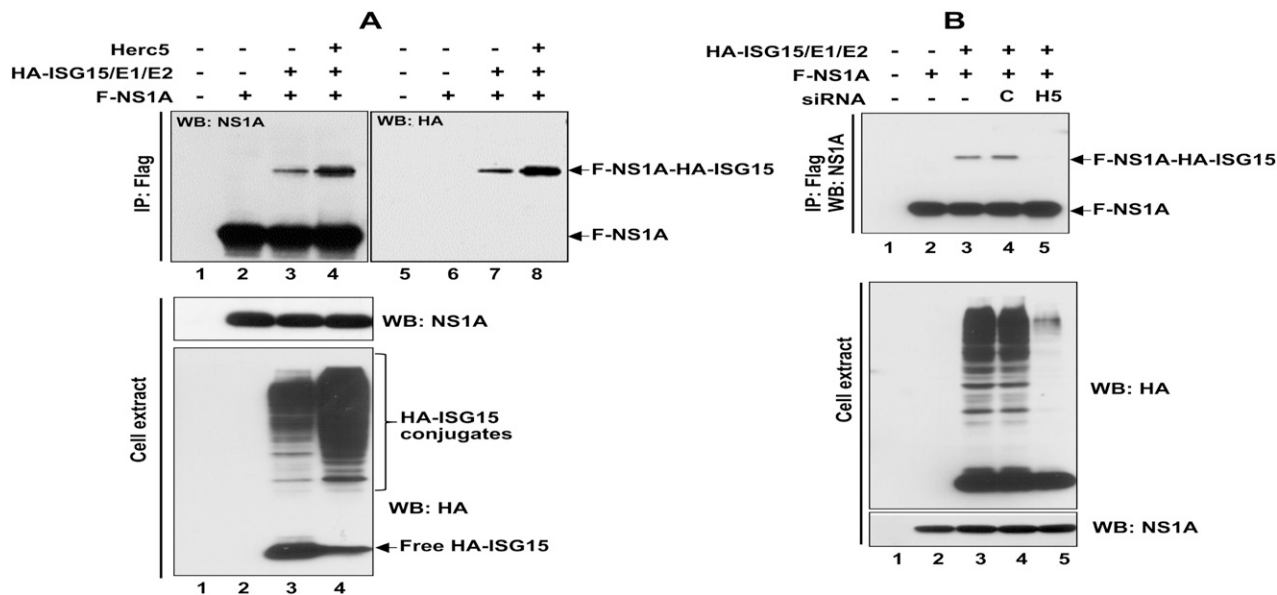 A
Herc5 - - - + - - - +
HA-ISG15/E1/E2 - - + + - - + +
F-NS1A - + + + - + + +
WB: NS1A
WB: HA
IP: Flag
F-NS1A-HA-ISG15
F-NS1A
1 2 3 4 5 6 7 8
Cell extract
WB: NS1A
HA-ISG15
conjugates
WB: HA
Free HA-ISG15
1 2 3 4
B
HA-ISG15/E1/E2 - - + + +
F-NS1A - + + + +
siRNA - - - C H5
IP: Flag
WB: NS1A
F-NS1A-HA-ISG15
F-NS1A
1 2 3 4 5
Cell extract
WB: HA
WB: NS1A
1 2 3 4 5